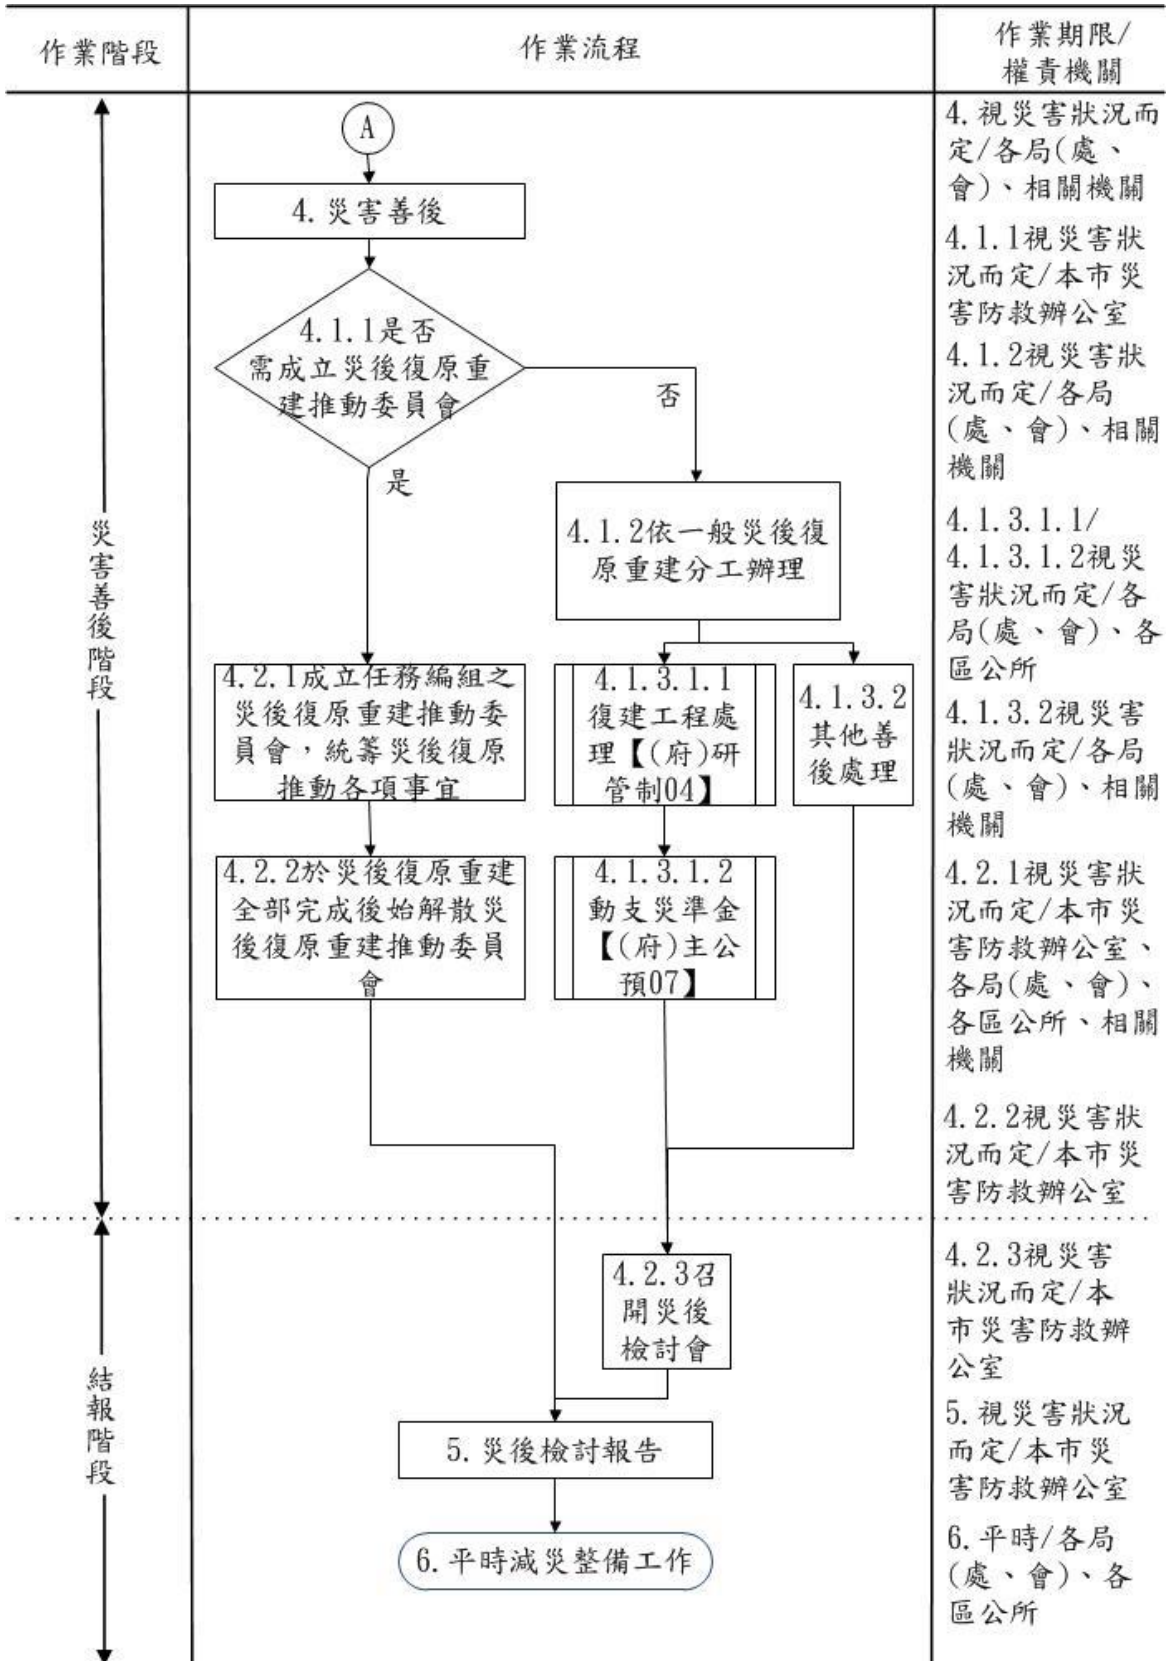 作業階段
作業流程
作業期限/
權責機關
災害善後階段
結報階段
A
4.災害善後
4.1.1是否
需成立災後復原重
建推動委員會
否
是
4.1.2依一般災後復
原重建分工辦理
4.2.1成立任務編組之
災後復原重建推動委
員會，統籌災後復原
推動各項事宜
4.1.3.1.1
復建工程處
理【(府)研
管制04】
4.1.3.2
其他善
後處理
4.2.2於災後復原重建
全部完成後始解散災
後復原重建推動委員
會
4.1.3.1.2
動支災準金
【(府)主公
預07】
4.2.3召
開災後
檢討會
5.災後檢討報告
6.平時減災整備工作
4.視災害狀況而
定/各局(處、
會)、相關機關
4.1.1視災害狀
況而定/本市災
害防救辦公室
4.1.2視災害狀
況而定/各局
(處、會)、相關
機關
4.1.3.1.1/
4.1.3.1.2視災
害狀況而定/各
局(處、會)、各
區公所
4.1.3.2視災害
狀況而定/各局
(處、會)、相關
機關
4.2.1視災害狀
況而定/本市災
害防救辦公室、
各局(處、會)、
各區公所、相關
機關
4.2.2視災害狀
況而定/本市災
害防救辦公室
4.2.3視災害
狀況而定/本
市災害防救辦
公室
5.視災害狀況
而定/本市災
害防救辦公室
6.平時/各局
(處、會)、各
區公所